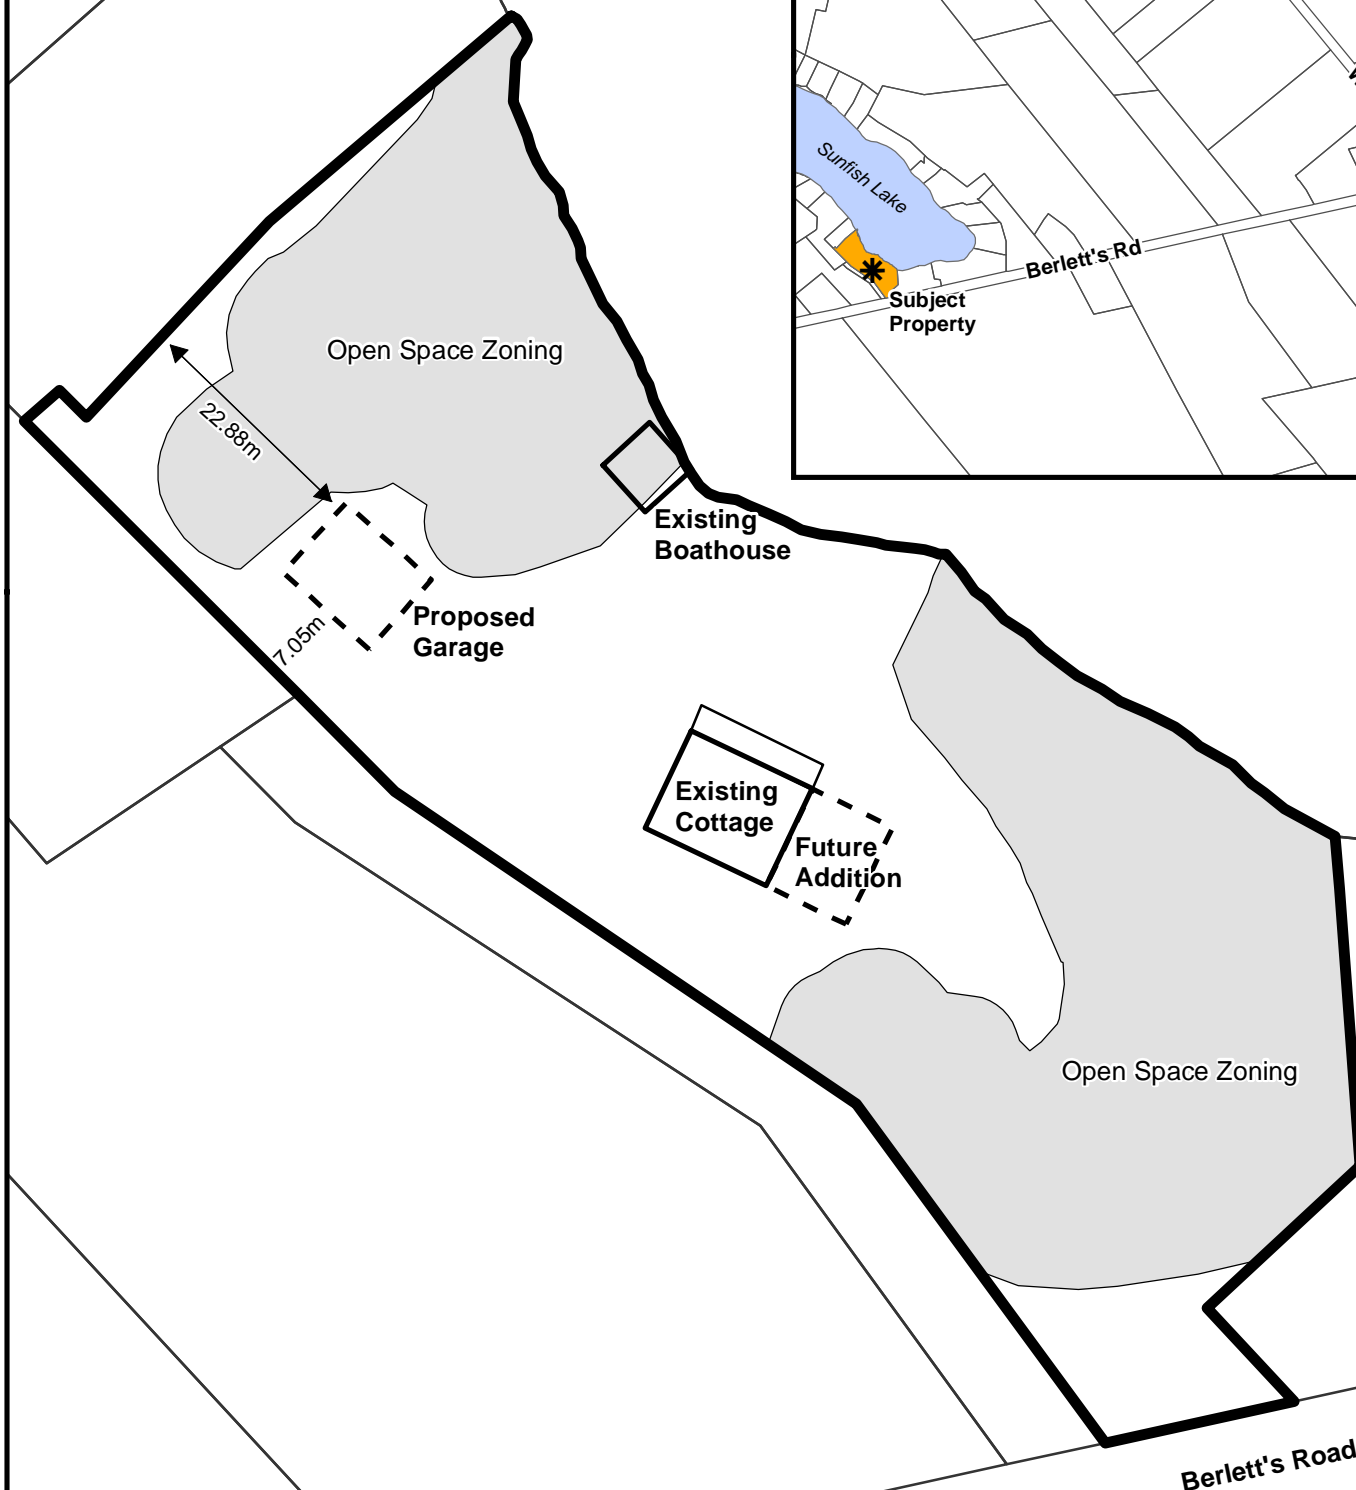 Sunfish Lake
Berlett's Rd
Subject
Property
Open Space Zoning
22.88m
Existing
Boathouse
Proposed
Garage
7.05m
Existing
Cottage
Future
Addition
Open Space Zoning
Berlett's Road